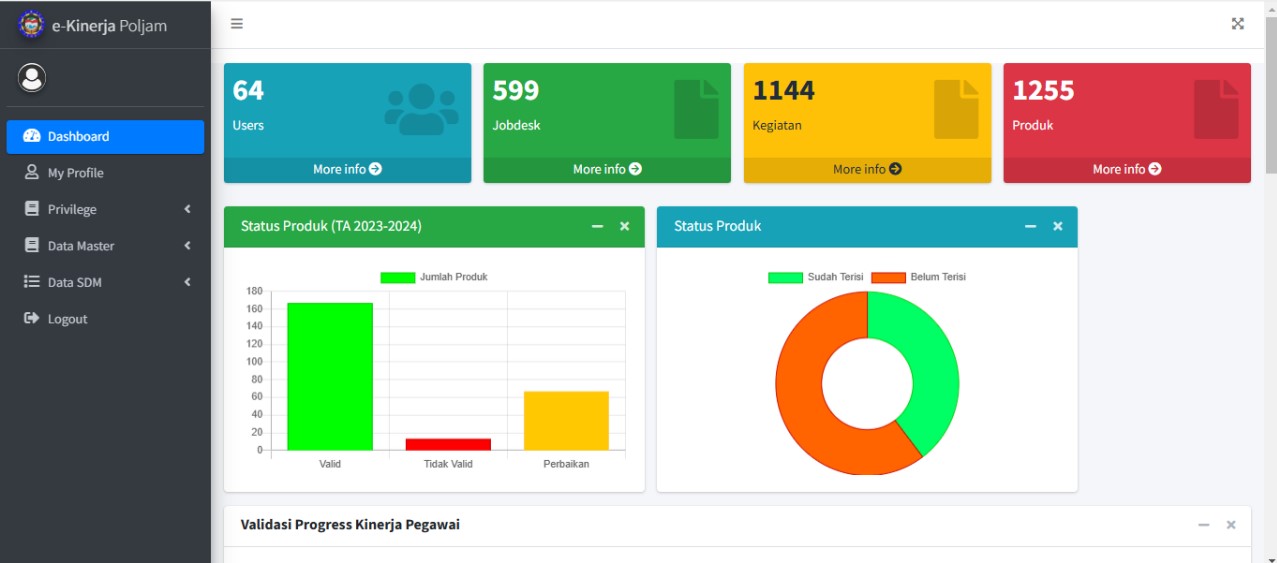 e-Kinerja Poljam
Dashboard
My Profile
Privilege
Data Master
Data SDM
Logout
64
Users
More info
599
Jobdesk
More info
1144
Kegiatan
More info
1255
Produk
More info
Status Produk (TA 2023-2024)
Jumlah Produk
180
160
140
120
100
80
60
40
20
0
Valid
Tidak Valid
Perbaikan
Status Produk
Sudah Terisi
Belum Terisi
Validasi Progress Kinerja Pegawai